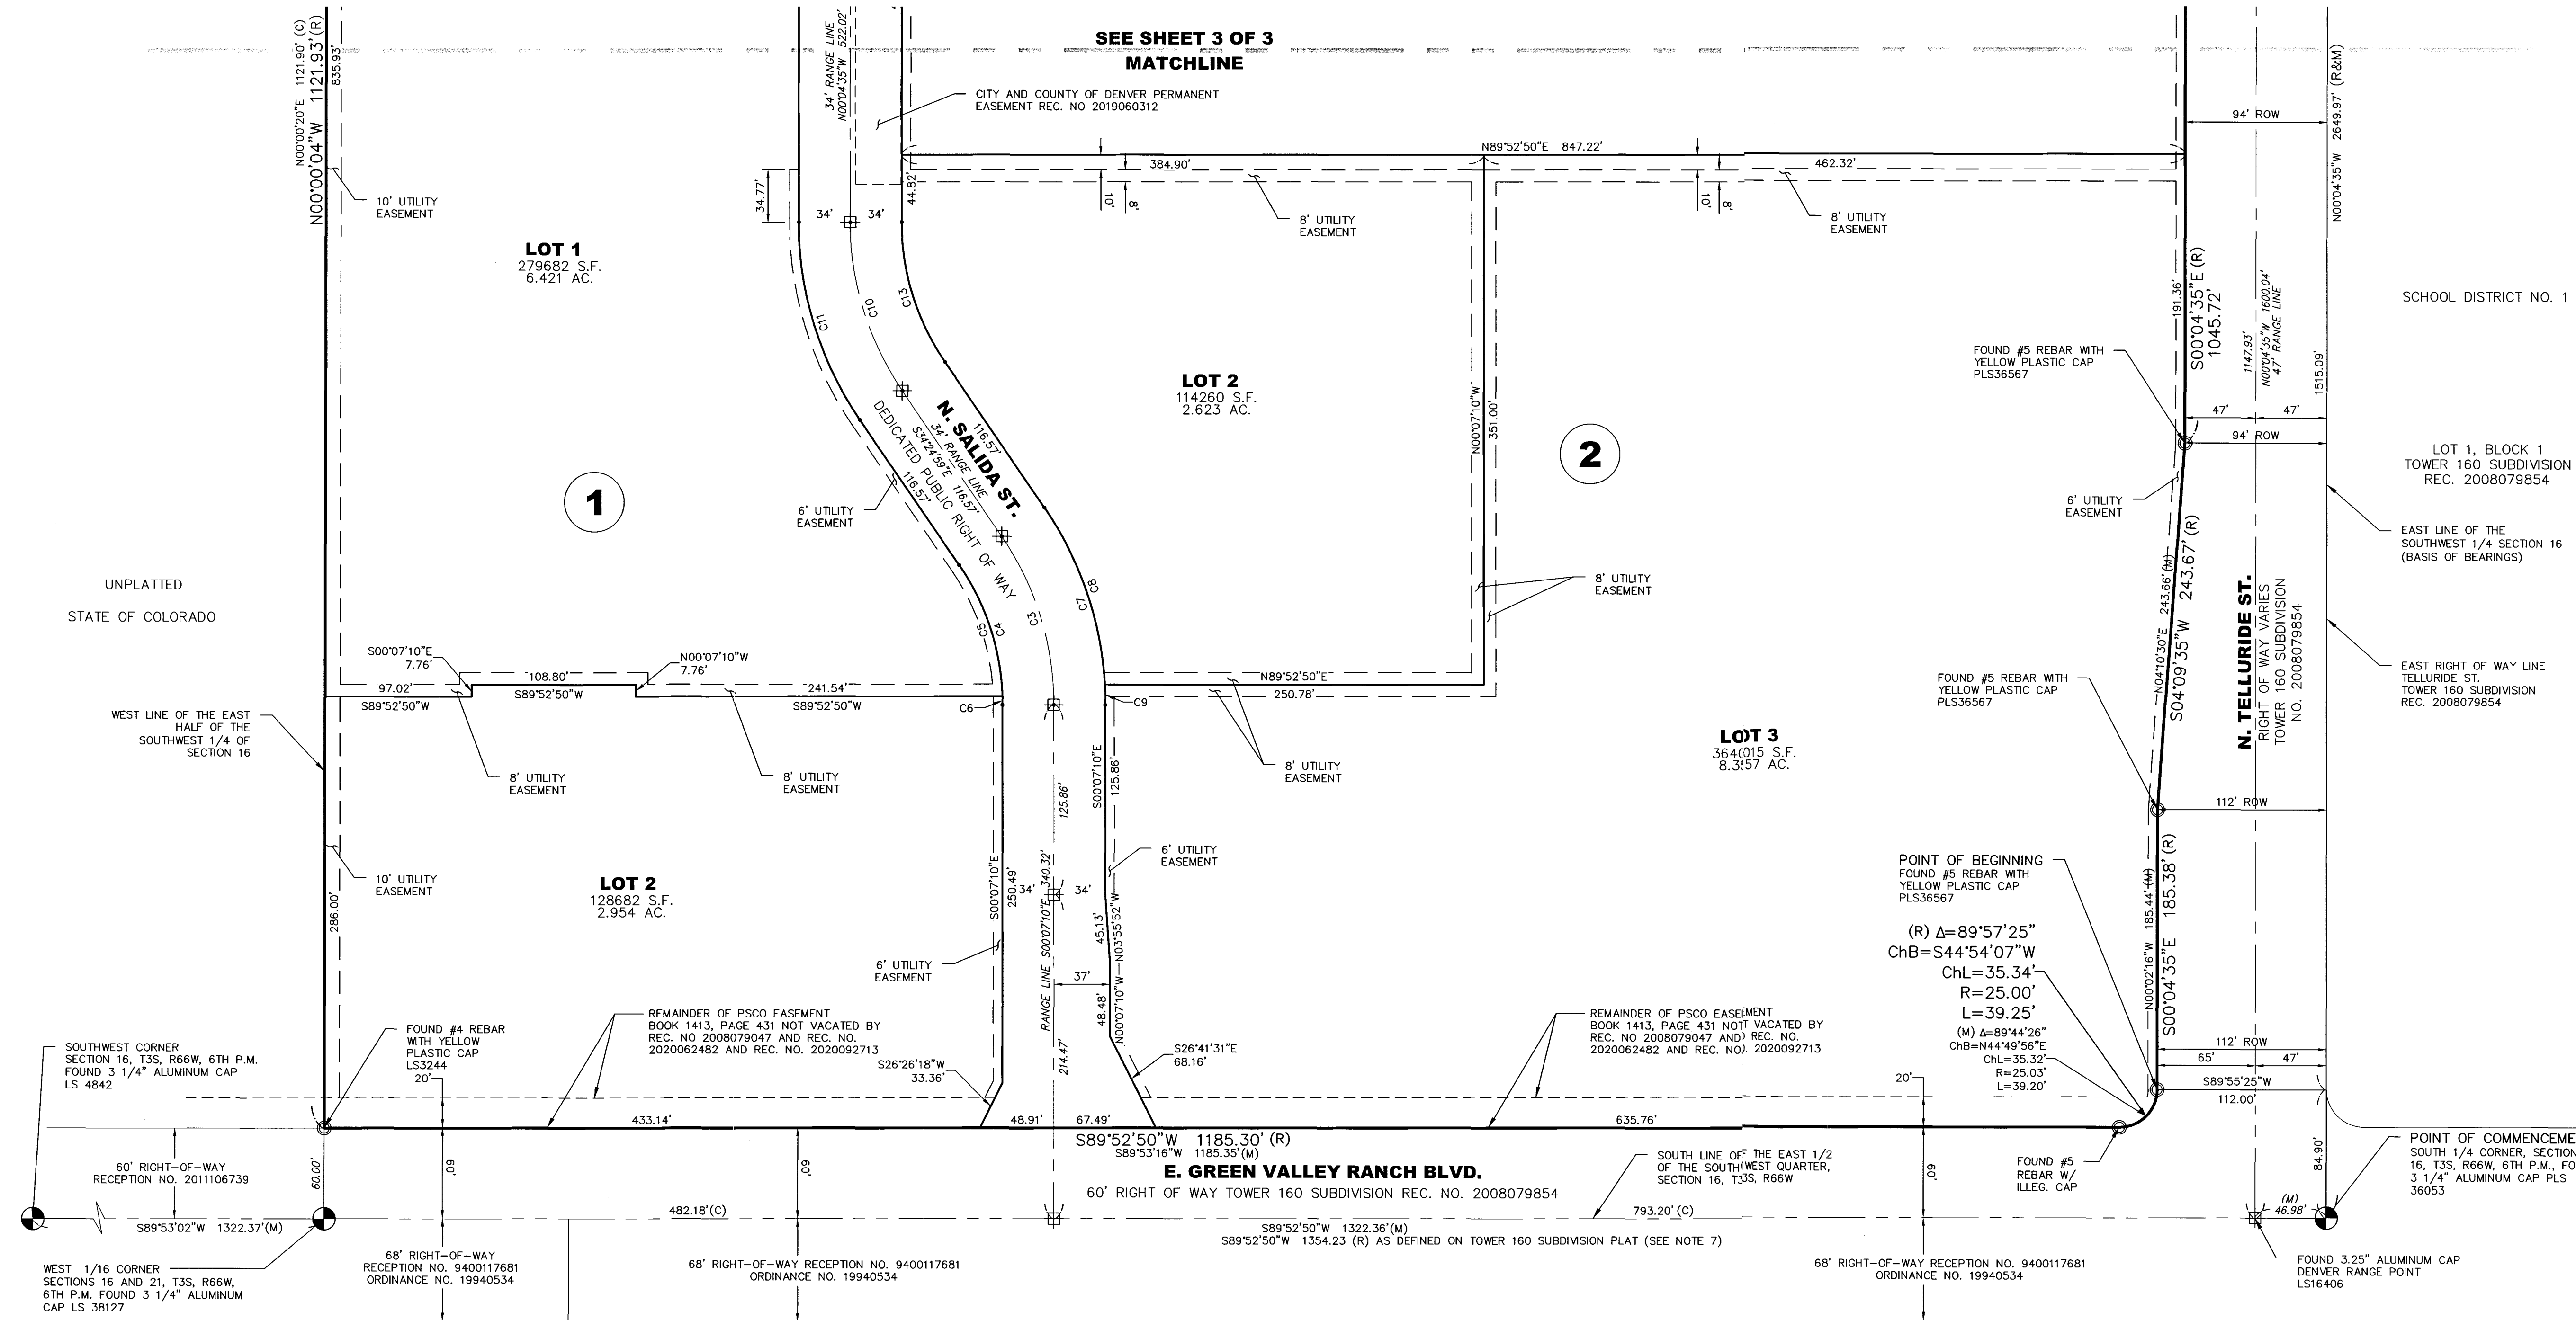 SEE SHEET 3 OF 3
MATCHLINE
N00°00'20"E 1121.90' (C)
N00°00'04"W 1121.93' (R)
835.93'
34' RANGE LINE
N00°04'35"W 522.02'
CITY AND COUNTY OF DENVER PERMANENT
EASEMENT REC. NO 2019060312
N89°52'50"E 847.22'
384.90'
462.32'
10'
8'
10'
8'
94' ROW
N00°04'35"W 2649.97' (R&M)
10' UTILITY
EASEMENT
34.77'
44.82'
34'
34'
8' UTILITY
EASEMENT
8' UTILITY
EASEMENT
LOT 1
279682 S.F.
6.421 AC.
C11
C10
C13
191.36'
S00°04'35"E (R)
1045.72'
1147.93'
N00°04'35"W 1600.04'
47' RANGE LINE
1515.09'
SCHOOL DISTRICT NO. 1
LOT 2
114260 S.F.
2.623 AC.
FOUND #5 REBAR WITH
YELLOW PLASTIC CAP
PLS36567
N00°07'10"W
351.00'
47'
47'
94' ROW
N. SALIDA ST.
116.57'
34' RANGE LINE
S34°24'59"E 116.57'
DEDICATED PUBLIC RIGHT OF WAY
116.57'
1
2
LOT 1, BLOCK 1
TOWER 160 SUBDIVISION
REC. 2008079854
6' UTILITY
EASEMENT
6' UTILITY
EASEMENT
EAST LINE OF THE
SOUTHWEST 1/4 SECTION 16
(BASIS OF BEARINGS)
UNPLATTED
STATE OF COLORADO
8' UTILITY
EASEMENT
C5
C4
C3
C7
C8
N04°10'30"E 243.66' (M)
S04°09'35"W 243.67' (R)
N. TELLURIDE ST.
RIGHT OF WAY VARIES
TOWER 160 SUBDIVISION
NO. 2008079854
S00°07'10"E
7.76'
N00°07'10"W
7.76'
108.80'
S89°52'50"W
97.02'
S89°52'50"W
241.54'
S89°52'50"W
C6
C9
N89°52'50"E
250.78'
FOUND #5 REBAR WITH
YELLOW PLASTIC CAP
PLS36567
EAST RIGHT OF WAY LINE
TELLURIDE ST.
TOWER 160 SUBDIVISION
REC. 2008079854
WEST LINE OF THE EAST
HALF OF THE
SOUTHWEST 1/4 OF
SECTION 16
8' UTILITY
EASEMENT
8' UTILITY
EASEMENT
8' UTILITY
EASEMENT
LOT 3
364015 S.F.
8.357 AC.
125.86'
S00°07'10"E
125.86'
112' ROW
6' UTILITY
EASEMENT
10' UTILITY
EASEMENT
LOT 2
128682 S.F.
2.954 AC.
286.00'
S00°07'10"E
250.49'
34'
34'
RANGE LINE S00°07'10"E 340.32'
45.13'
N00°07'10"W
N03°55'52"W
37'
48.48'
6' UTILITY
EASEMENT
POINT OF BEGINNING
FOUND #5 REBAR WITH
YELLOW PLASTIC CAP
PLS36567
(R) Δ=89°57'25"
ChB=S44°54'07"W
ChL=35.34'
R=25.00'
L=39.25'
(M) Δ=89°44'26"
ChB=N44°49'56"E
ChL=35.32'
R=25.03'
L=39.20'
N00°02'16"W 185.44' (M)
S00°04'35"E 185.38' (R)
FOUND #4 REBAR
WITH YELLOW
PLASTIC CAP
LS3244
20'
REMAINDER OF PSCO EASEMENT
BOOK 1413, PAGE 431 NOT VACATED BY
REC. NO 2008079047 AND REC. NO.
2020062482 AND REC. NO. 2020092713
REMAINDER OF PSCO EASEMENT
BOOK 1413, PAGE 431 NOT VACATED BY
REC. NO 2008079047 AND REC. NO.
2020062482 AND REC. NO. 2020092713
SOUTHWEST CORNER
SECTION 16, T3S, R66W, 6TH P.M.
FOUND 3 1/4" ALUMINUM CAP
LS 4842
S26°26'18"W
33.36'
214.47'
S26°41'31"E
68.16'
112' ROW
65'
47'
S89°55'25"W
112.00'
20'
433.14'
48.91'
67.49'
635.76'
S89°52'50"W 1185.30' (R)
S89°53'16"W 1185.35'(M)
E. GREEN VALLEY RANCH BLVD.
60' RIGHT OF WAY TOWER 160 SUBDIVISION REC. NO. 2008079854
SOUTH LINE OF THE EAST 1/2
OF THE SOUTHWEST QUARTER,
SECTION 16, T3S, R66W
60' RIGHT-OF-WAY
RECEPTION NO. 2011106739
60.00'
60'
60'
60'
FOUND #5
REBAR W/
ILLEG. CAP
84.90'
POINT OF COMMENCEME
SOUTH 1/4 CORNER, SECTION
16, T3S, R66W, 6TH P.M., FO
3 1/4" ALUMINUM CAP PLS
36053
(M)
46.98'
S89°53'02"W 1322.37'(M)
482.18'(C)
793.20' (C)
S89°52'50"W 1322.36'(M)
S89°52'50"W 1354.23 (R) AS DEFINED ON TOWER 160 SUBDIVISION PLAT (SEE NOTE 7)
WEST 1/16 CORNER
SECTIONS 16 AND 21, T3S, R66W,
6TH P.M. FOUND 3 1/4" ALUMINUM
CAP LS 38127
68' RIGHT-OF-WAY
RECEPTION NO. 9400117681
ORDINANCE NO. 19940534
68' RIGHT-OF-WAY RECEPTION NO. 9400117681
ORDINANCE NO. 19940534
68' RIGHT-OF-WAY RECEPTION NO. 9400117681
ORDINANCE NO. 19940534
FOUND 3.25" ALUMINUM CAP
DENVER RANGE POINT
LS16406